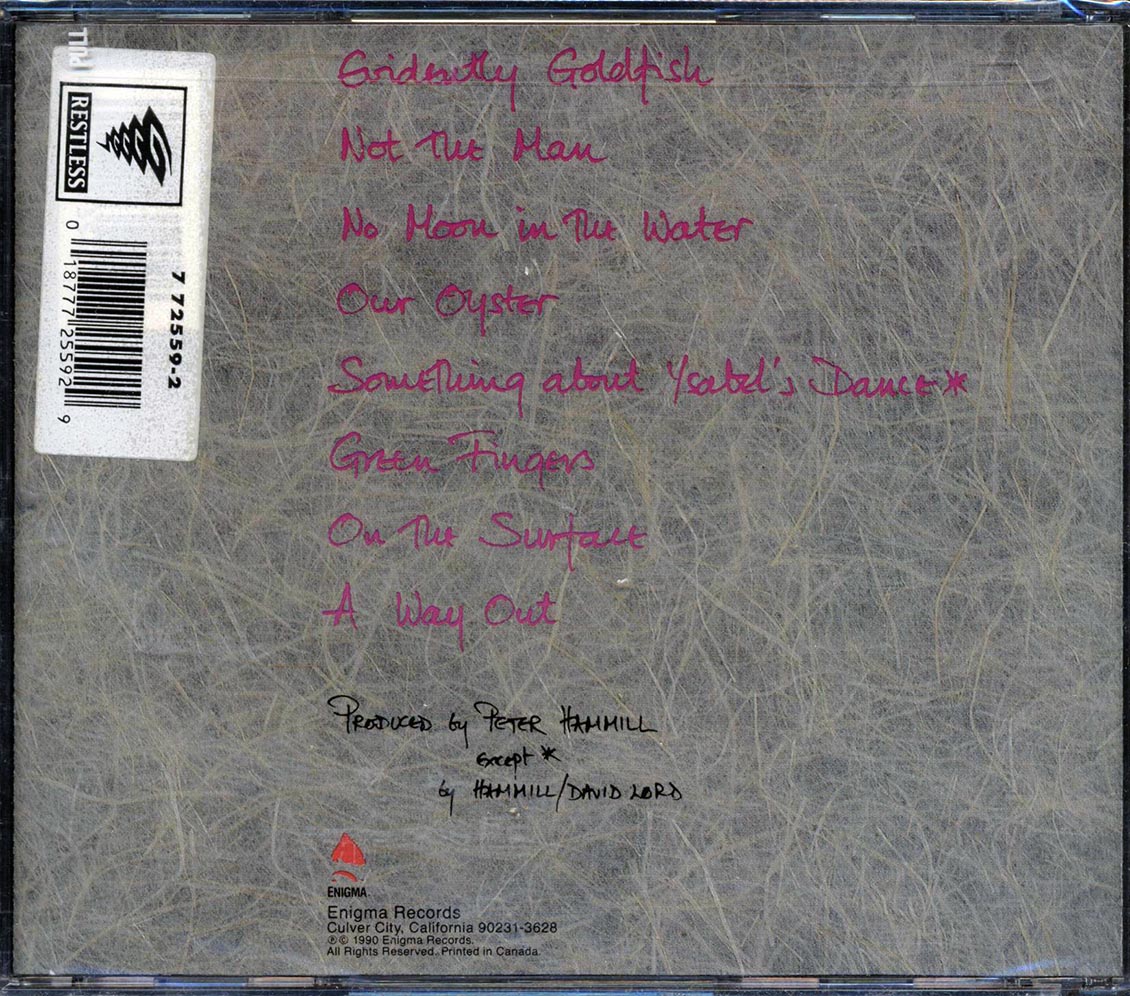 PULL
RESTLESS
7 72559-2
0 18777 25592 9
Evidently Goldfish
Not The Man
No Moon in The Water
Our Oyster
Something about Ysabel's Dance*
Green Fingers
On The Surface
A Way Out
PRODUCED by PETER HAMMILL
except *
by HAMMILL/DAVID LORD
ENIGMA
Enigma Records
Culver City, California 90231-3628
℗© 1990 Enigma Records.
All Rights Reserved. Printed in Canada.